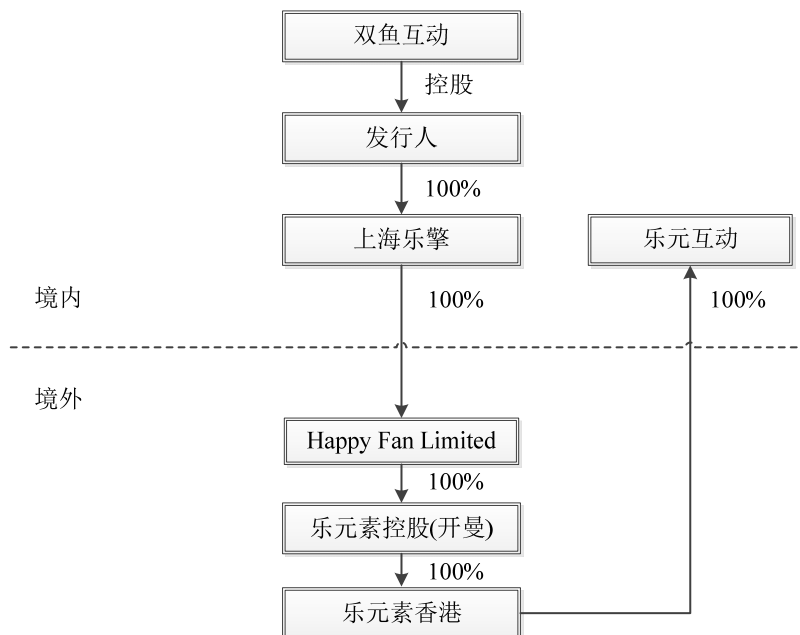 双鱼互动
控股
发行人
100%
上海乐擎
乐元互动
境内
100%
100%
境外
Happy Fan Limited
100%
乐元素控股(开曼)
100%
乐元素香港